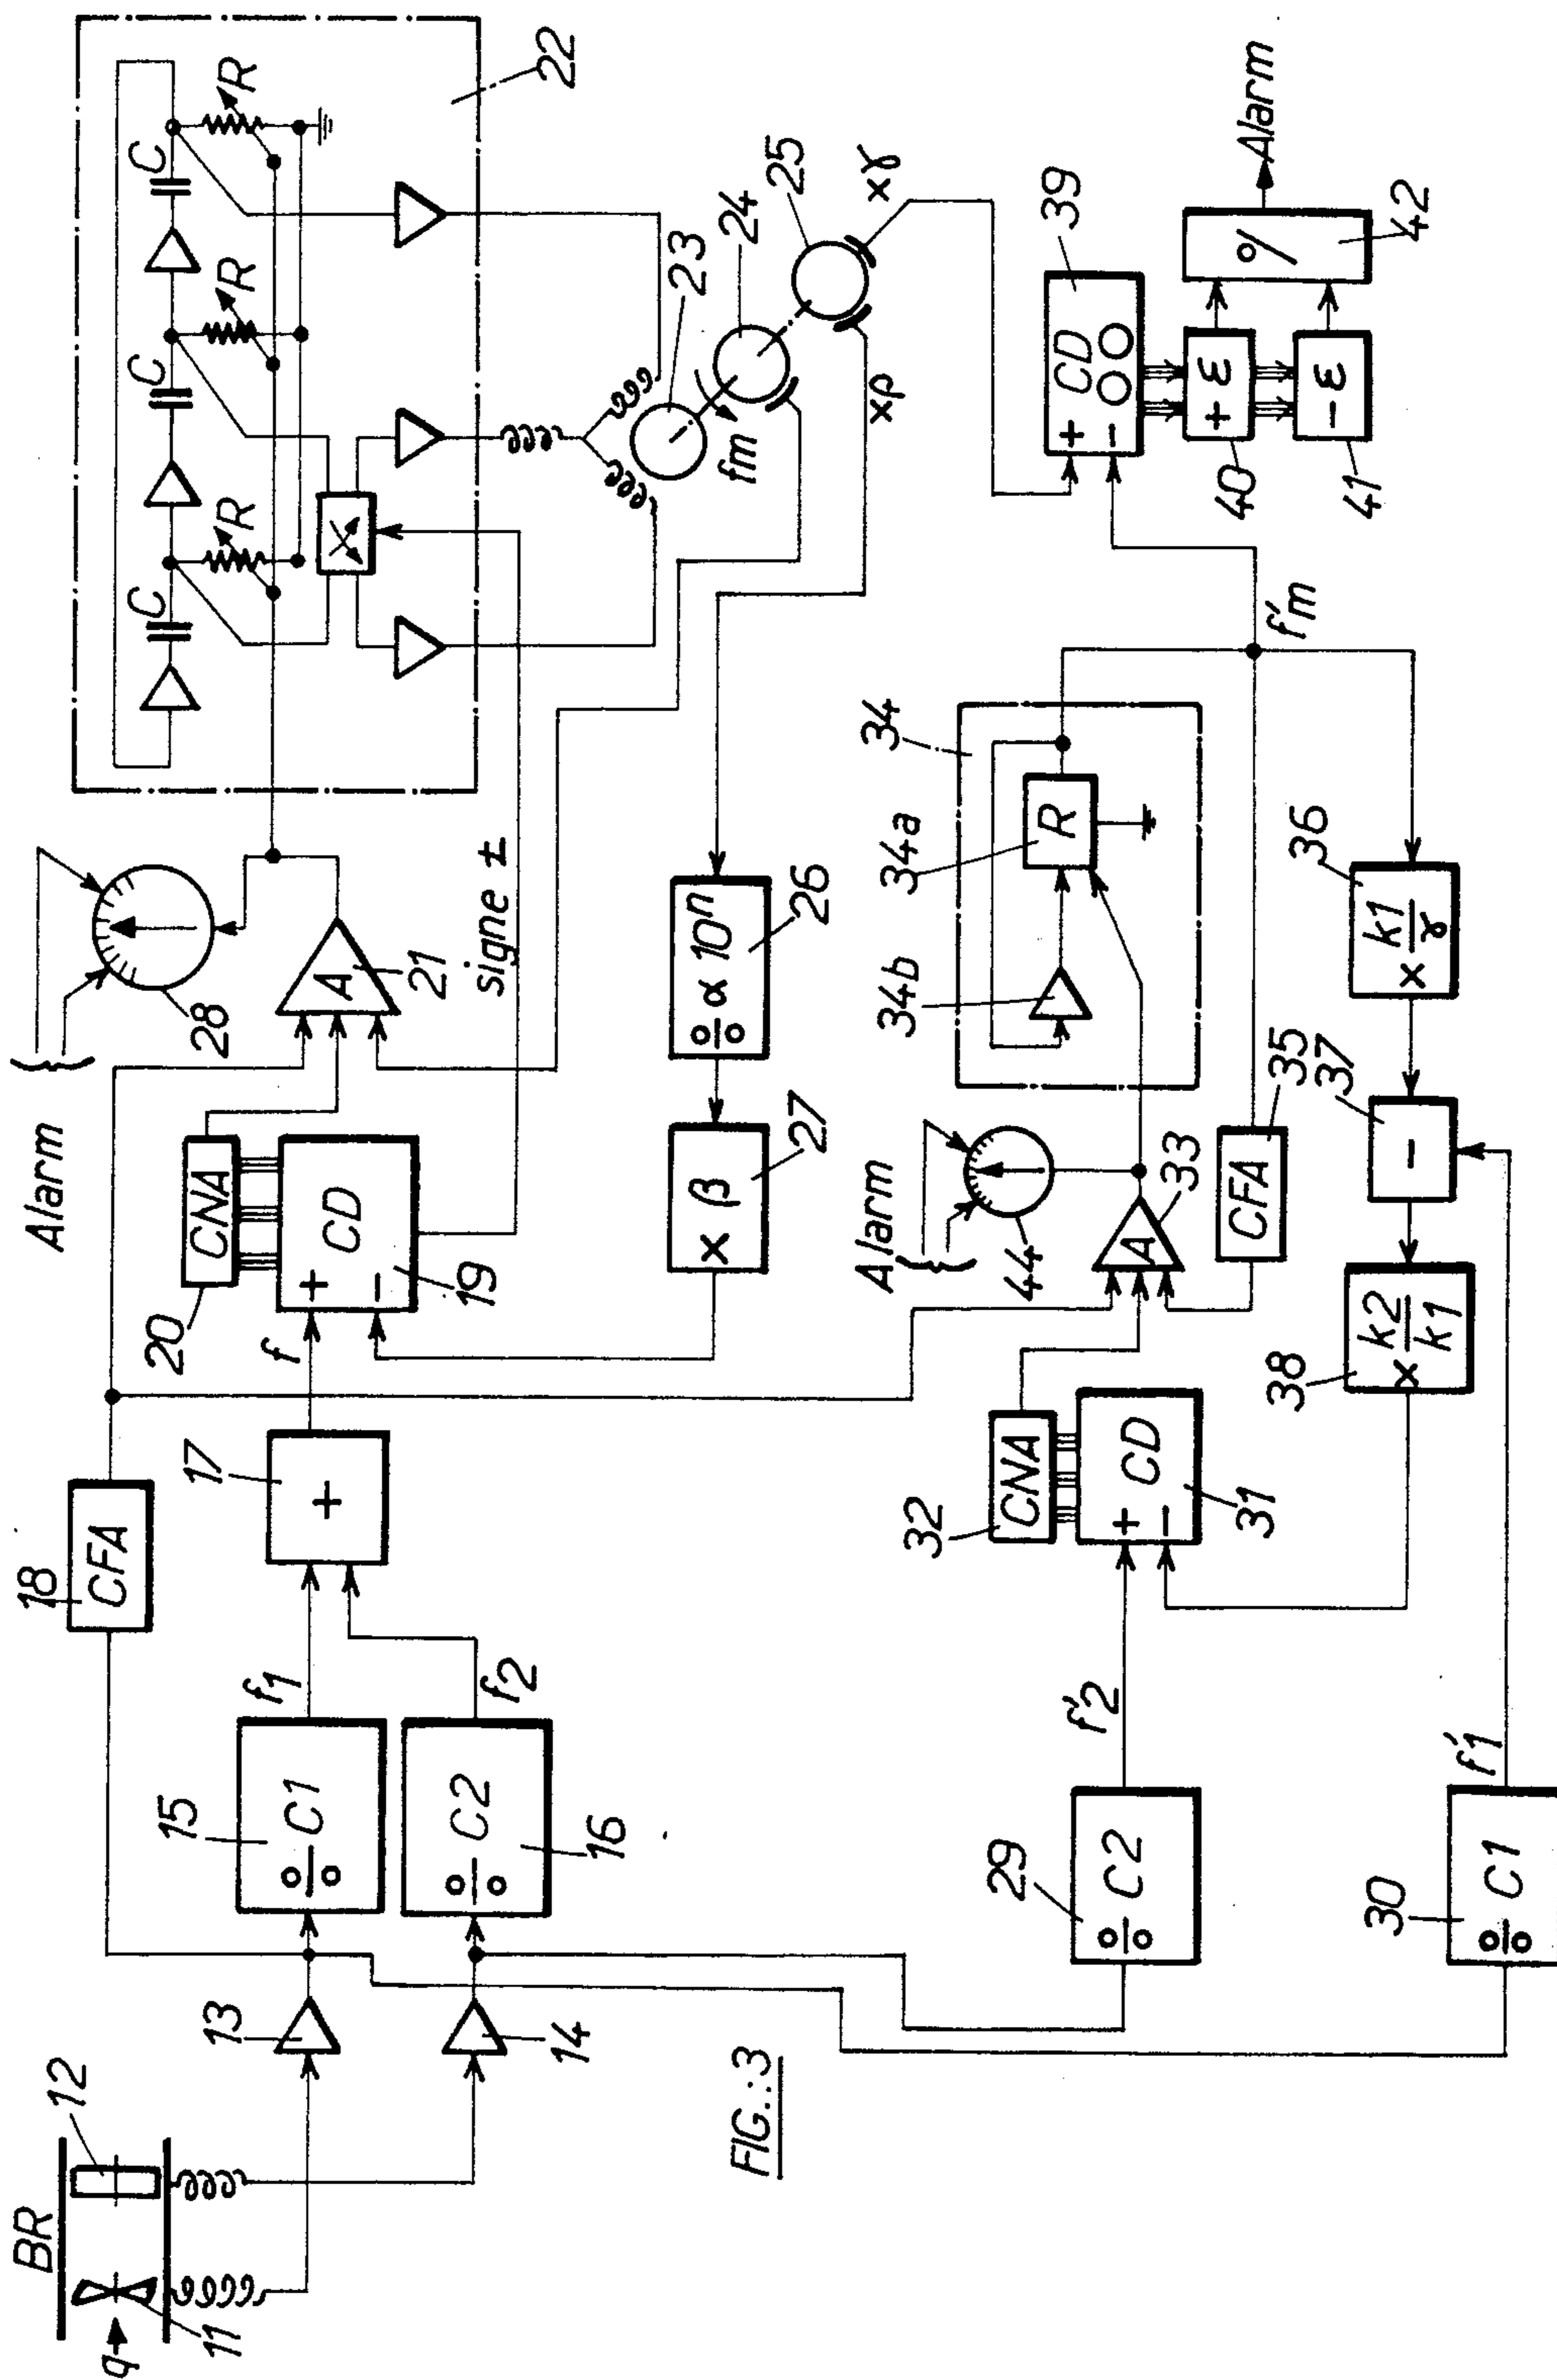 BR
q
11
12
13
14
15
÷ C1
f1
16
÷ C2
f2
17
+
f
18
CFA
Alarm
20
CNA
19
CD
+
-
signe ±
28
21
A
22
C
C
C
R
R
R
23
24
25
fm
xρ
xɣ
26
÷ α 10ⁿ
27
x β
29
÷ C2
f'2
30
÷ C1
f'1
32
CNA
31
CD
+
-
Alarm
44
33
A
34
34a
R
34b
35
CFA
f'm
36
x k1/ɣ
37
-
38
x k2/k1
39
CD
+
-
40
+ ε
41
- ε
42
%
Alarm
FIG.:3